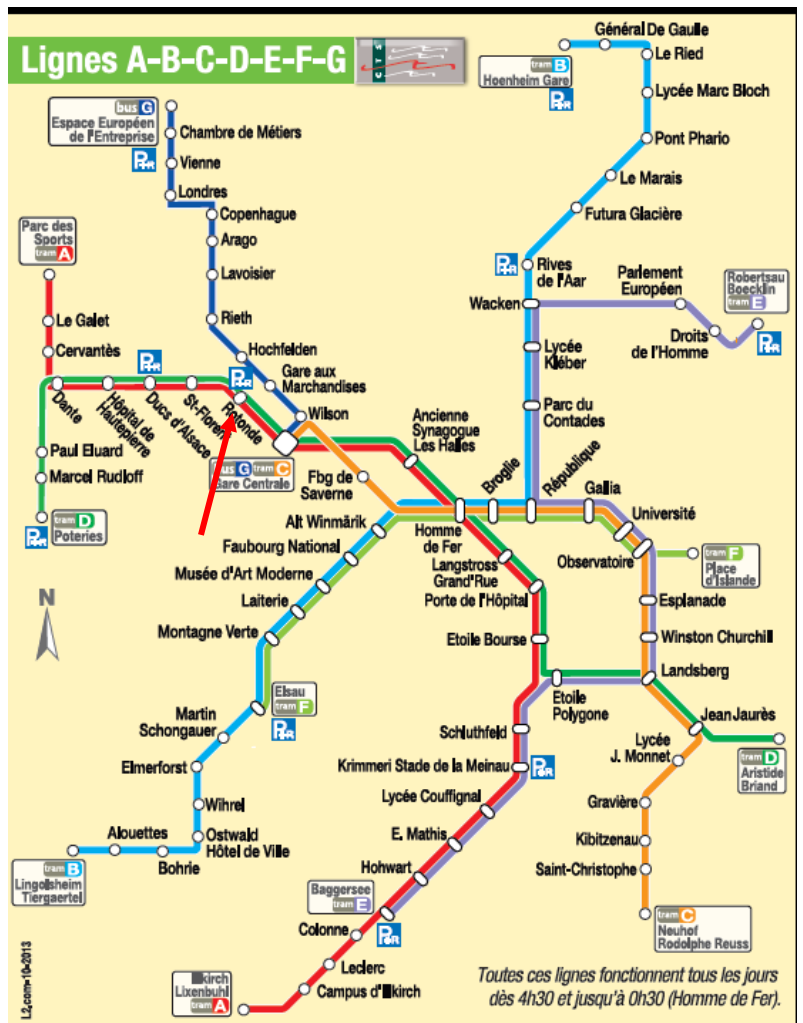 Lignes A-B-C-D-E-F-G
CTS
bus G
Espace Européen
de l'Entreprise
P+R
Chambre de Métiers
Vienne
Londres
Copenhague
Arago
Lavoisier
Rieth
Hochfelden
Gare aux
Marchandises
Wilson
Parc des
Sports
tram A
Le Galet
Cervantès
P+R
P+R
Dante
Hôpital de
Hautepierre
Ducs d'Alsace
St-Floren
Rotonde
Paul Eluard
Marcel Rudloff
P+R
tram D
Poteries
bus G tram C
Gare Centrale
Fbg de
Saverne
Ancienne
Synagogue
Les Halles
tram B
Hoenheim Gare
P+R
Général De Gaulle
Le Ried
Lycée Marc Bloch
Pont Phario
Le Marais
Futura Glacière
P+R
Rives
de l'Aar
Wacken
Parlement
Européen
Robertsau
Boecklin
tram E
Droits
de l'Homme
P+R
Lycée
Kléber
Parc du
Contades
Broglie
République
Gallia
Université
Observatoire
tram F
Place
d'Islande
Homme
de Fer
Alt Winmärik
Faubourg National
Musée d'Art Moderne
Laiterie
Montagne Verte
Elsau
tram F
P+R
Martin
Schongauer
Elmerforst
Wihrel
Ostwald
Hôtel de Ville
Bohrie
Alouettes
tram B
Lingolsheim
Tiergaertel
N
Langstross
Grand'Rue
Porte de l'Hôpital
Etoile Bourse
Etoile
Polygone
Esplanade
Winston Churchill
Landsberg
Jean Jaurès
tram D
Aristide
Briand
Lycée
J. Monnet
Gravière
Kibitzenau
Saint-Christophe
tram C
Neuhof
Rodolphe Reuss
Schluthfeld
Krimmeri Stade de la Meinau
P+R
Lycée Couffignal
E. Mathis
Hohwart
Baggersee
tram E
P+R
Colonne
Leclerc
Campus d'Illkirch
Illkirch
Lixenbuhl
tram A
L2.com-10-2013
Toutes ces lignes fonctionnent tous les jours
dès 4h30 et jusqu'à 0h30 (Homme de Fer).